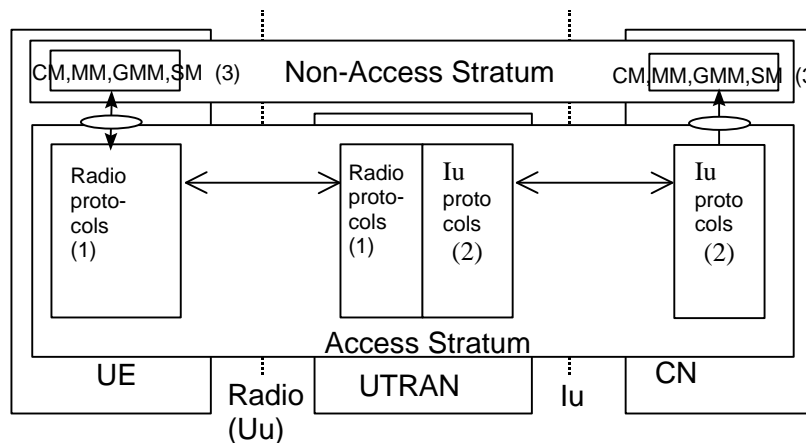 CM,MM,GMM,SM (3)
Non-Access Stratum
CM,MM,GMM,SM (3
Radio
proto-
cols
(1)
Radio
proto-
cols
(1)
Iu
proto
cols
(2)
Iu
proto
cols
(2)
Access Stratum
UE
Radio
(Uu)
UTRAN
Iu
CN